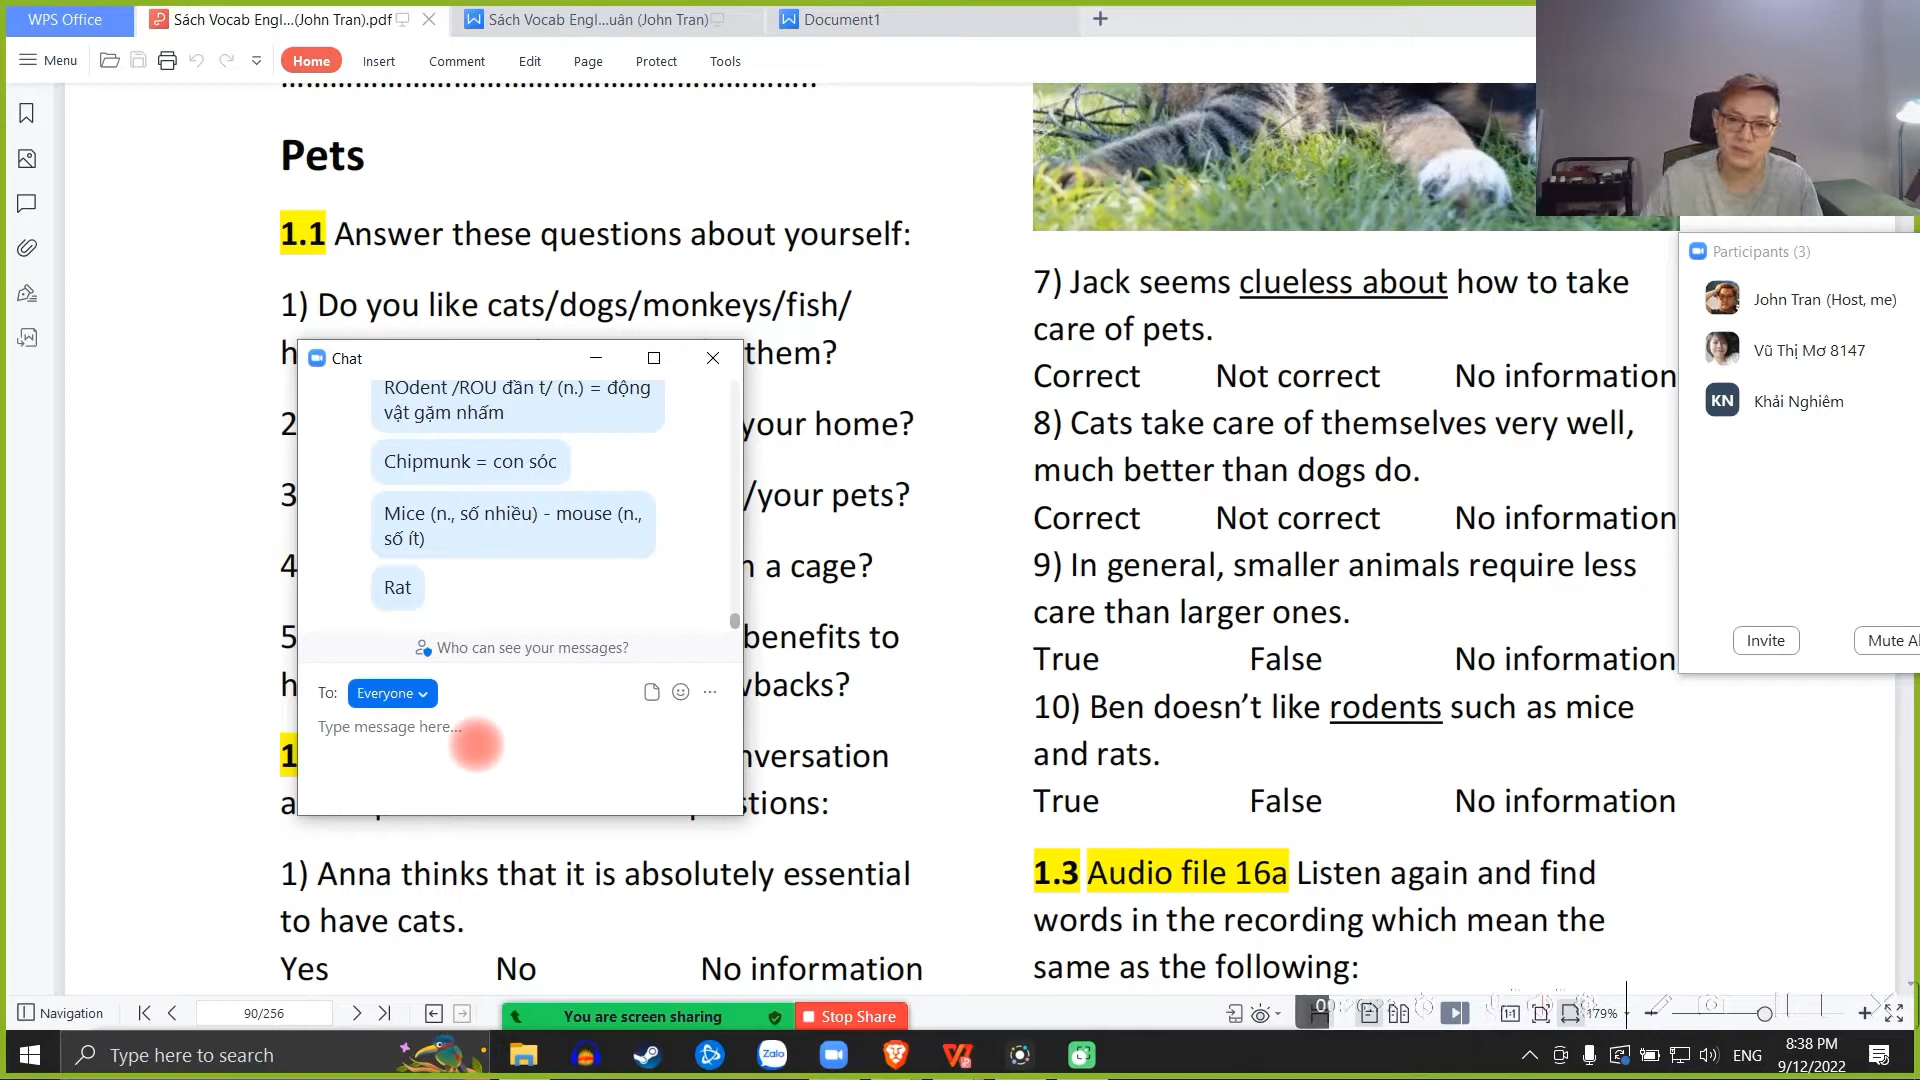 WPS Office
Sách Vocab Engl...(John Tran).pdf
Sách Vocab Engl...uân (John Tran)
Document1
Menu
Home
Insert
Comment
Edit
Page
Protect
Tools
Pets
1.1 Answer these questions about yourself:
1) Do you like cats/dogs/monkeys/fish/
h
them?
2
your home?
3
/your pets?
4
a cage?
5
benefits to
h
wbacks?
1
nversation
a
stions:
1) Anna thinks that it is absolutely essential
to have cats.
Yes No No information
Chat
ROdent /ROU đần t/ (n.) = động
vật gặm nhấm
Chipmunk = con sóc
Mice (n., số nhiều) - mouse (n.,
số ít)
Rat
Who can see your messages?
To: Everyone
Type message here...
7) Jack seems clueless about how to take
care of pets.
Correct Not correct No information
8) Cats take care of themselves very well,
much better than dogs do.
Correct Not correct No information
9) In general, smaller animals require less
care than larger ones.
True False No information
10) Ben doesn’t like rodents such as mice
and rats.
True False No information
1.3 Audio file 16a Listen again and find
words in the recording which mean the
same as the following:
Participants (3)
John Tran (Host, me)
Vũ Thị Mơ 8147
KN Khải Nghiêm
Invite
Mute Al
Navigation
90/256
You are screen sharing
Stop Share
179%
Type here to search
Zalo
ENG
8:38 PM
9/12/2022